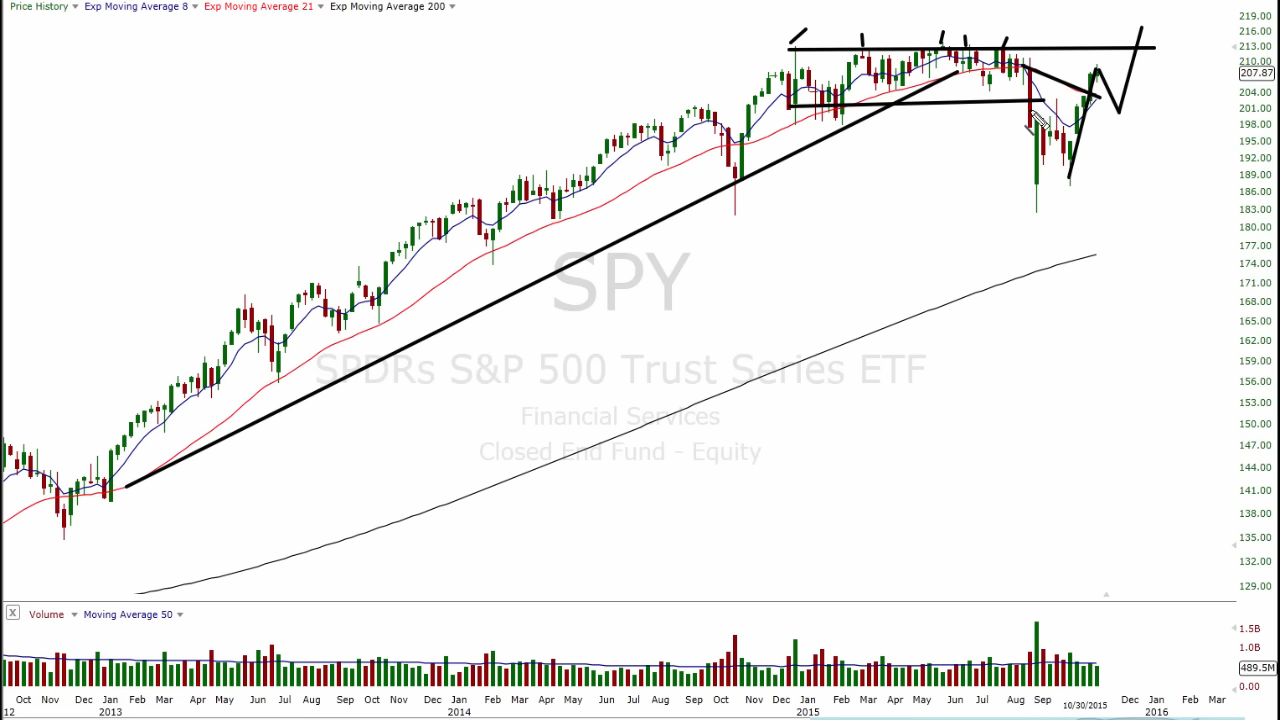 Price History Exp Moving Average 8 Exp Moving Average 21 Exp Moving Average 200
219.00
216.00
213.00
210.00
207.87
204.00
201.00
198.00
195.00
192.00
189.00
186.00
183.00
180.00
177.00
174.00
171.00
168.00
165.00
162.00
159.00
156.00
153.00
150.00
147.00
144.00
141.00
138.00
135.00
132.00
129.00
SPY
SPDRs S&P 500 Trust Series ETF
Financial Services
Closed End Fund - Equity
X Volume Moving Average 50
1.5B
1.0B
489.5M
0.00
Oct Nov Dec Feb Mar Apr May Jun Jul Aug Sep Oct Nov Dec Feb Mar Apr May Jun Jul Aug Sep Oct Nov Dec Jan Feb Mar Apr May Jun Jul Aug Sep 10/30/2015 Dec Jan Feb Mar
12 2013 2014 2015 2016